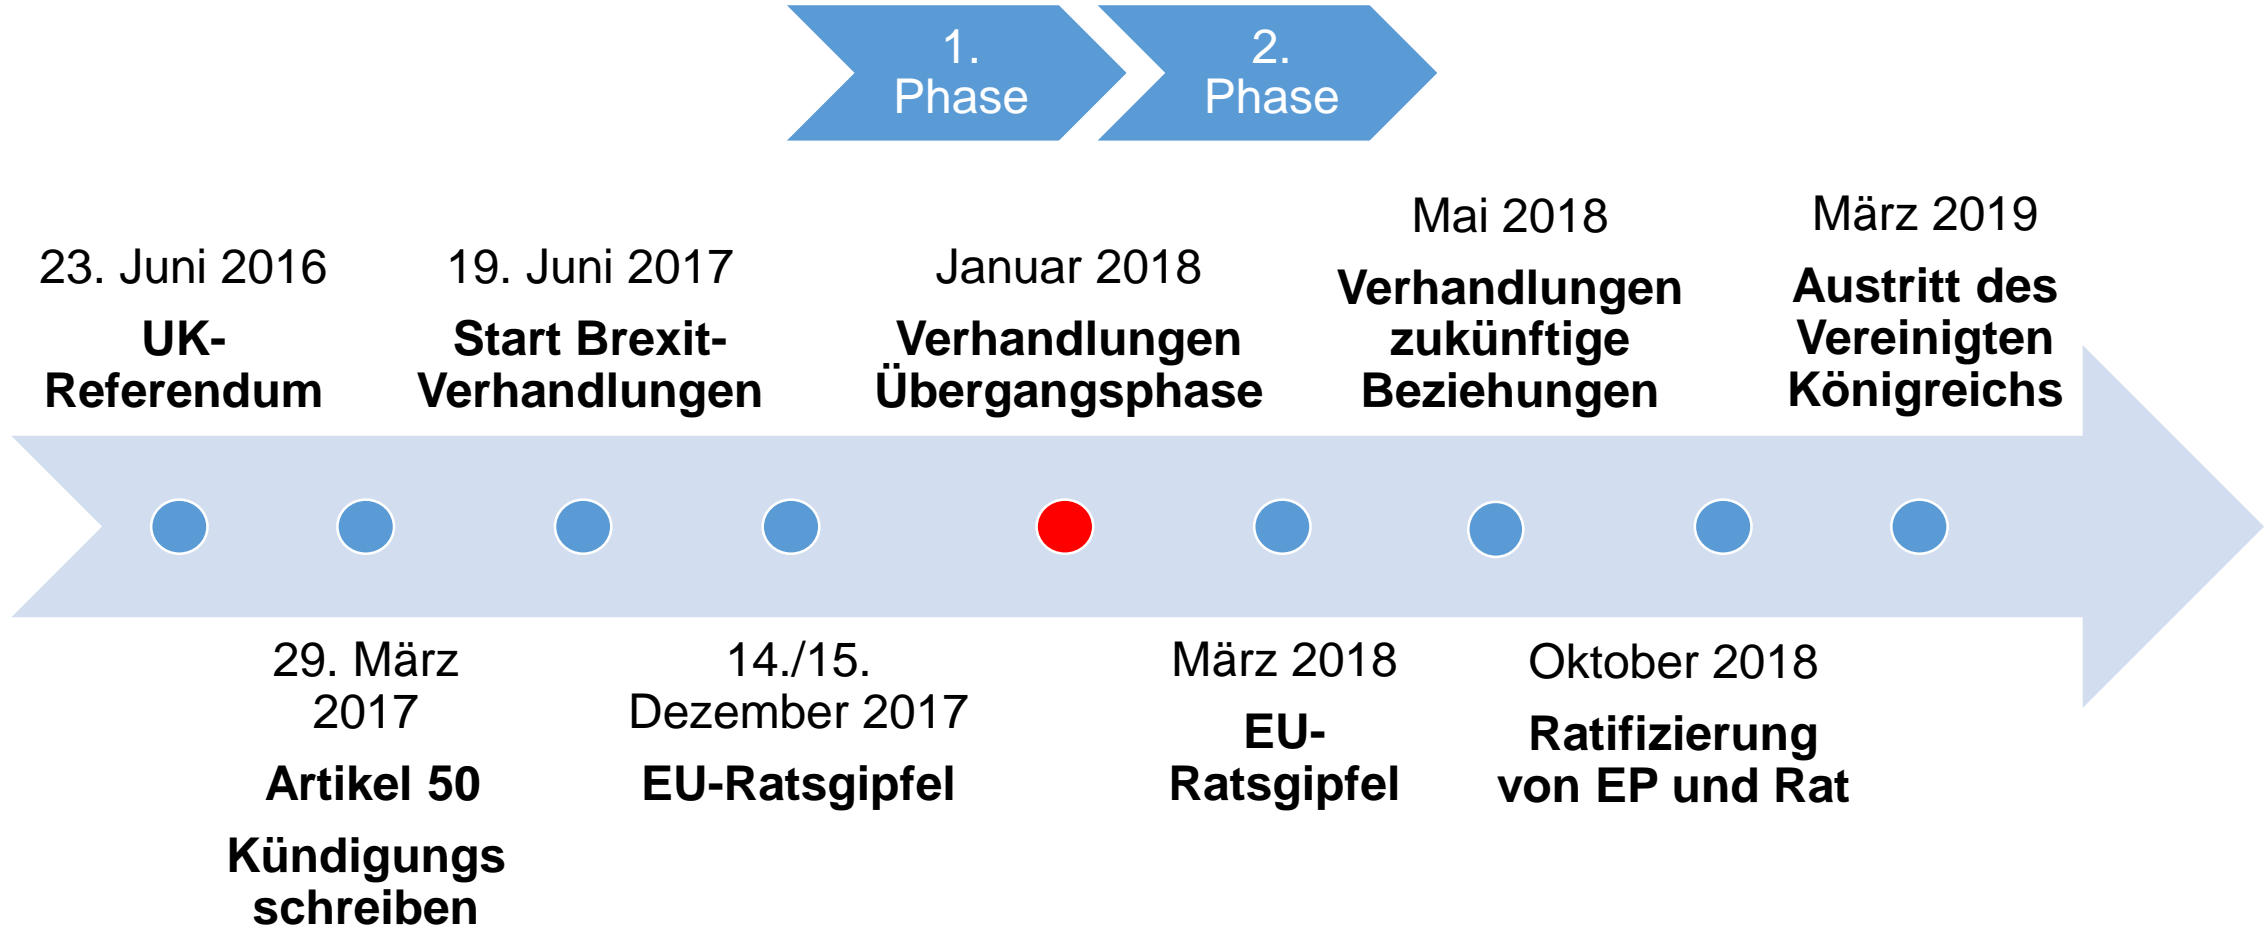 1.
Phase
2.
Phase
23. Juni 2016
UK-
Referendum
29. März
2017
Artikel 50
Kündigungs
schreiben
19. Juni 2017
Start Brexit-
Verhandlungen
14./15.
Dezember 2017
EU-Ratsgipfel
Januar 2018
Verhandlungen
Übergangsphase
März 2018
EU-
Ratsgipfel
Mai 2018
Verhandlungen
zukünftige
Beziehungen
Oktober 2018
Ratifizierung
von EP und Rat
März 2019
Austritt des
Vereinigten
Königreichs